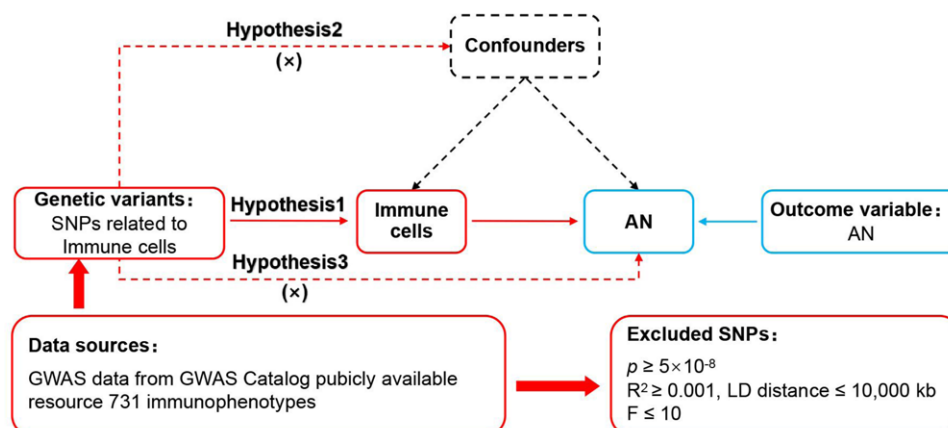 Hypothesis2
(×)
Confounders
Genetic variants：
SNPs related to
Immune cells
Hypothesis1
Immune
cells
AN
Outcome variable：
AN
Hypothesis3
(×)
Data sources：
GWAS data from GWAS Catalog pubicly available
resource 731 immunophenotypes
Excluded SNPs：
p ≥ 5×10⁻⁸
R² ≥ 0.001, LD distance ≤ 10,000 kb
F ≤ 10